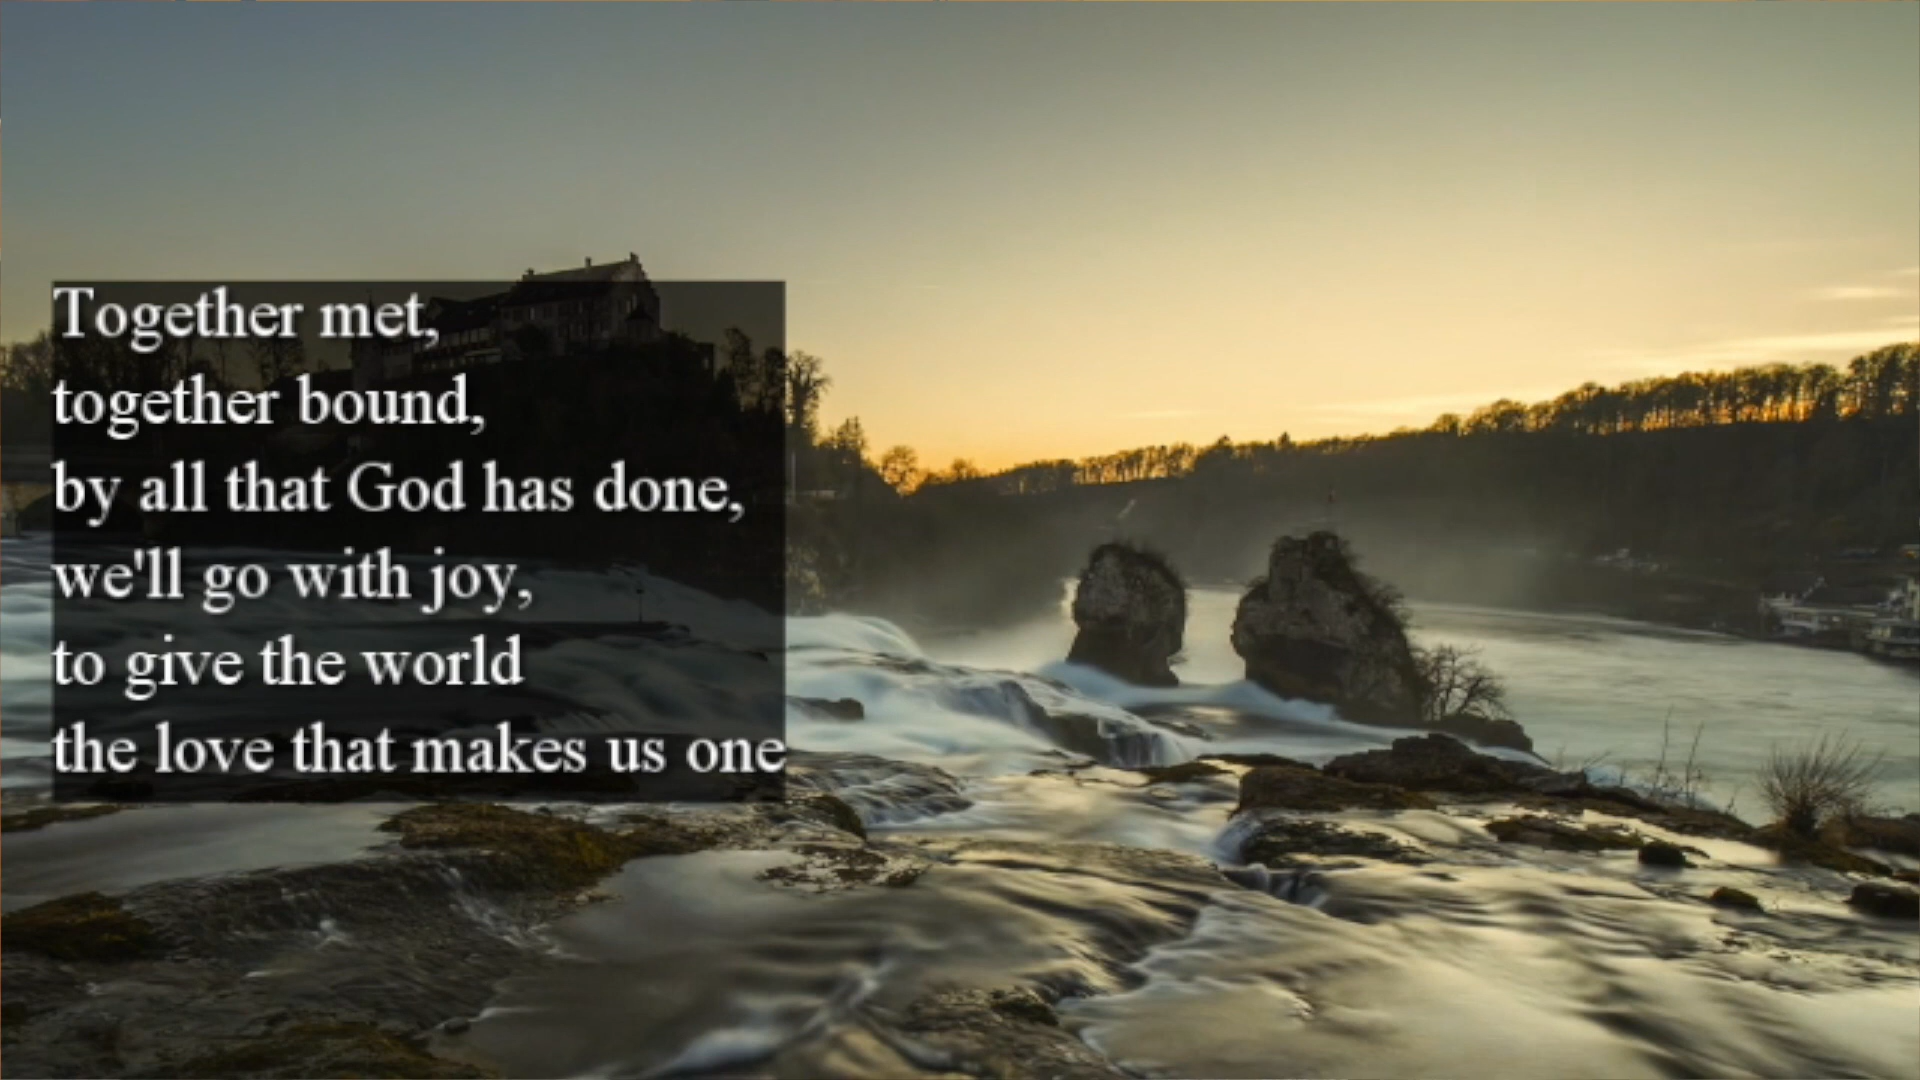 Together met,
together bound,
by all that God has done,
we'll go with joy,
to give the world
the love that makes us one